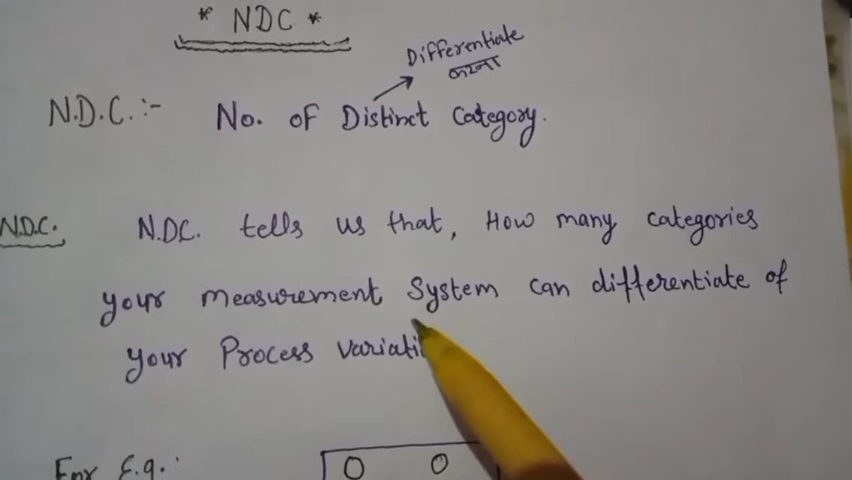 * NDC *
Differentiate
करना
N.D.C.:- No. of Distinct Category.
N.D.C. N.DC. tells us that, How many categories
your measurement System can differentiate of
your Process
For E.g.: